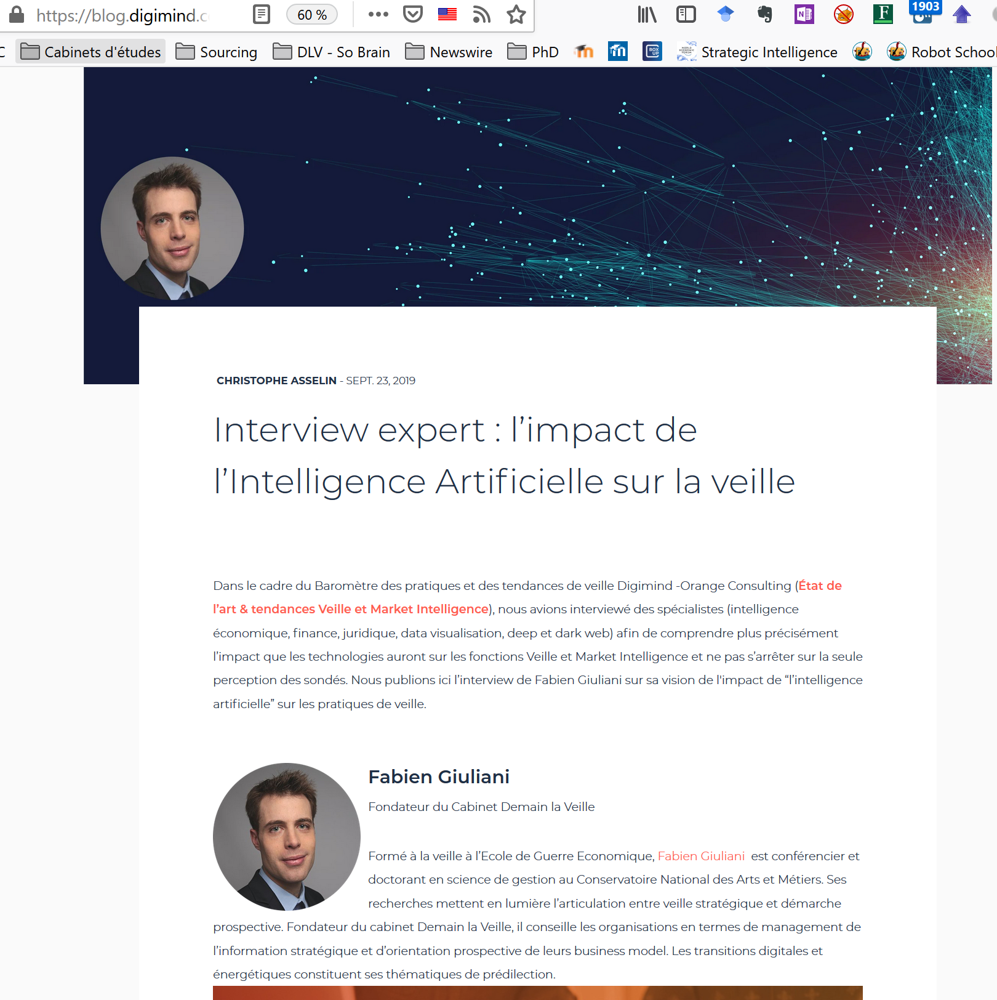 https://blog.digimind.c
60 %
1903
C
Cabinets d'études
Sourcing
DLV - So Brain
Newswire
PhD
BOX UP
WORLD ECONOMIC FORUM
Strategic Intelligence
Robot School
CHRISTOPHE ASSELIN - SEPT. 23, 2019
Interview expert : l’impact de
l’Intelligence Artificielle sur la veille
Dans le cadre du Baromètre des pratiques et des tendances de veille Digimind -Orange Consulting (État de
l’art & tendances Veille et Market Intelligence), nous avions interviewé des spécialistes (intelligence
économique, finance, juridique, data visualisation, deep et dark web) afin de comprendre plus précisément
l’impact que les technologies auront sur les fonctions Veille et Market Intelligence et ne pas s’arrêter sur la seule
perception des sondés. Nous publions ici l’interview de Fabien Giuliani sur sa vision de l'impact de “l’intelligence
artificielle” sur les pratiques de veille.
Fabien Giuliani
Fondateur du Cabinet Demain la Veille
Formé à la veille à l’Ecole de Guerre Economique, Fabien Giuliani est conférencier et
doctorant en science de gestion au Conservatoire National des Arts et Métiers. Ses
recherches mettent en lumière l’articulation entre veille stratégique et démarche
prospective. Fondateur du cabinet Demain la Veille, il conseille les organisations en termes de management de
l’information stratégique et d’orientation prospective de leurs business model. Les transitions digitales et
énergétiques constituent ses thématiques de prédilection.